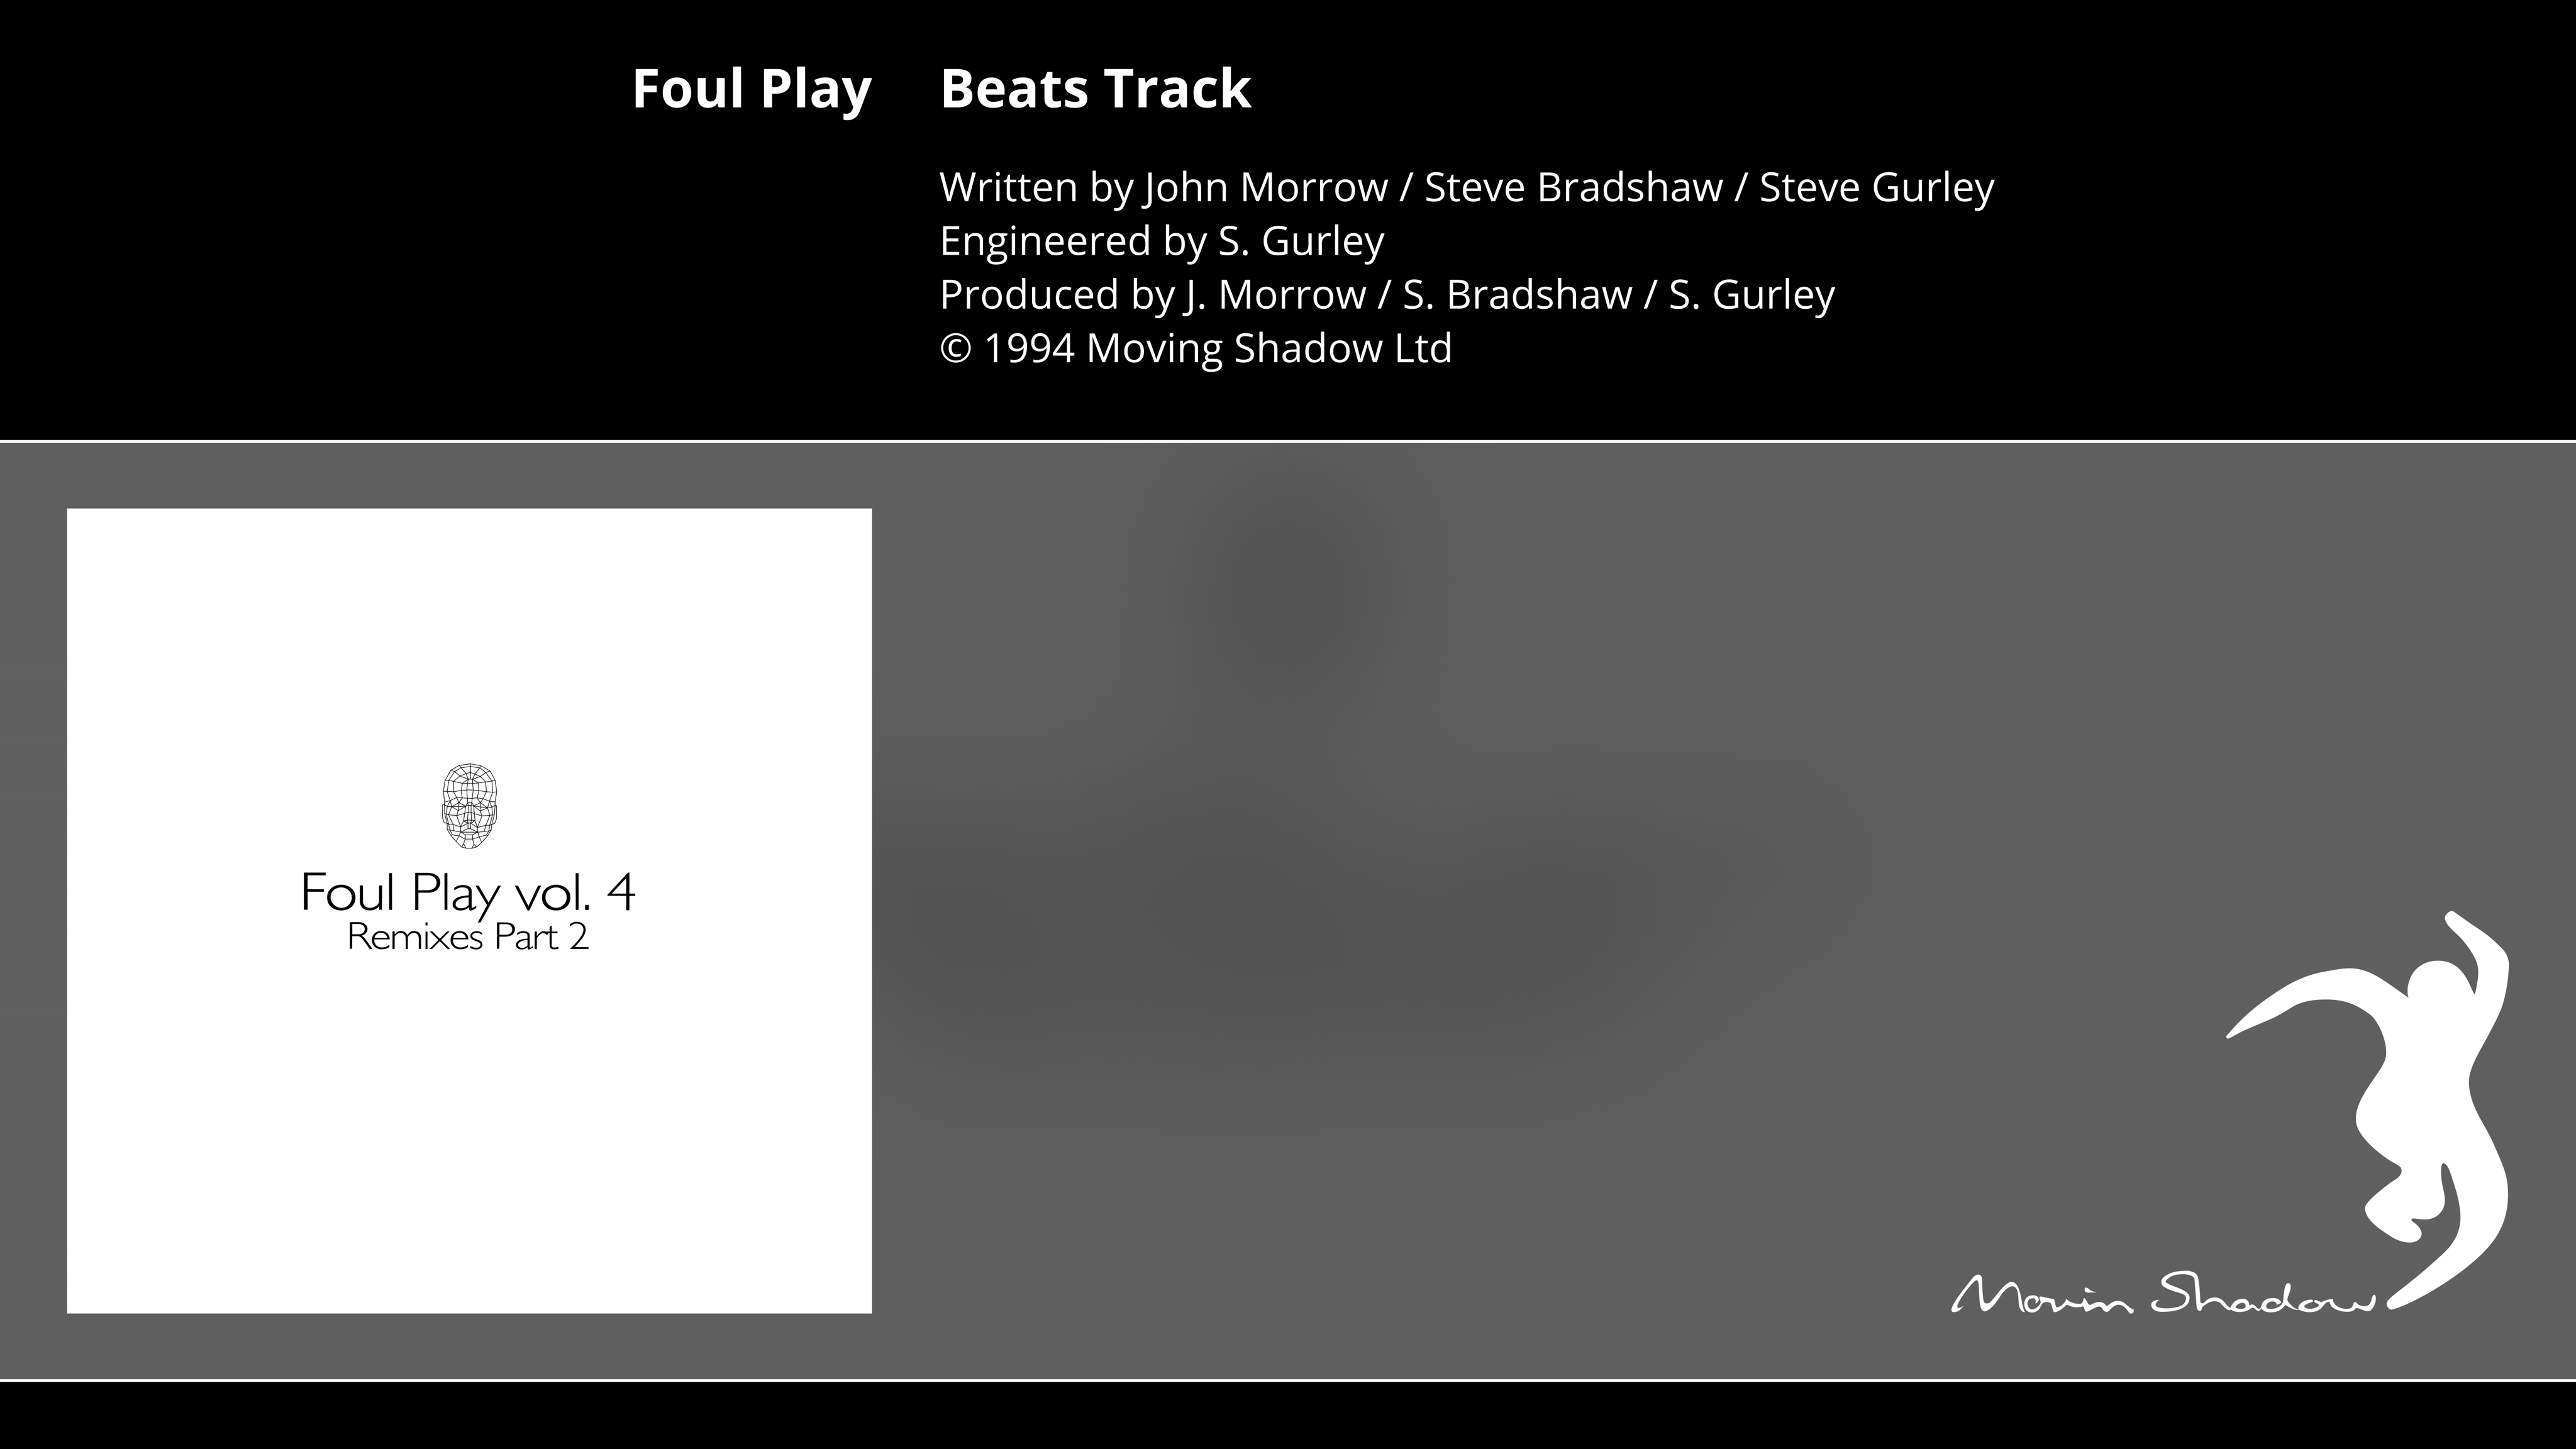 Foul Play Beats Track
Written by John Morrow / Steve Bradshaw / Steve Gurley
Engineered by S. Gurley
Produced by J. Morrow / S. Bradshaw / S. Gurley
© 1994 Moving Shadow Ltd
Foul Play vol. 4
Remixes Part 2
Movin Shadow